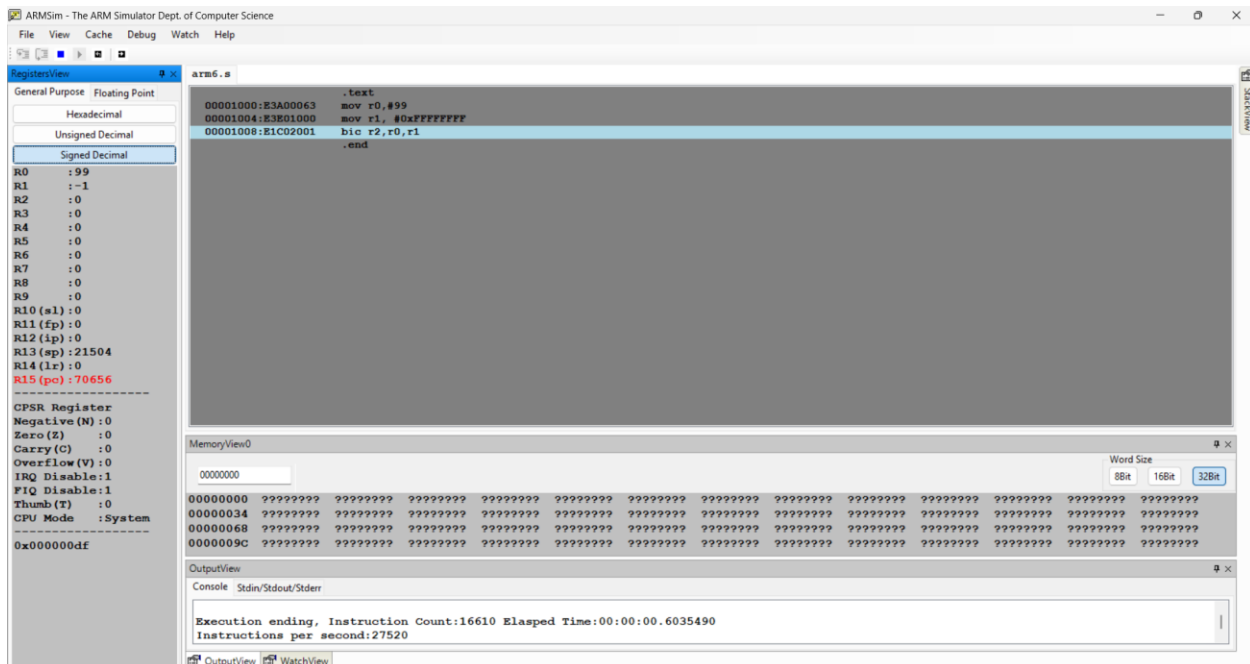 ARMSim - The ARM Simulator Dept. of Computer Science
File View Cache Debug Watch Help
RegistersView
General Purpose Floating Point
Hexadecimal
Unsigned Decimal
Signed Decimal
R0 :99
R1 :-1
R2 :0
R3 :0
R4 :0
R5 :0
R6 :0
R7 :0
R8 :0
R9 :0
R10(sl):0
R11(fp):0
R12(ip):0
R13(sp):21504
R14(lr):0
R15(pc):70656
-------------------
CPSR Register
Negative(N):0
Zero(Z) :0
Carry(C) :0
Overflow(V):0
IRQ Disable:1
FIQ Disable:1
Thumb(T) :0
CPU Mode :System
-------------------
0x000000df
arm6.s
.text
00001000:E3A00063 mov r0,#99
00001004:E3E01000 mov r1, #0xFFFFFFFF
00001008:E1C02001 bic r2,r0,r1
.end
StackView
MemoryView0
00000000
Word Size
8Bit 16Bit 32Bit
00000000 ???????? ???????? ???????? ???????? ???????? ???????? ???????? ???????? ???????? ???????? ???????? ???????? ????????
00000034 ???????? ???????? ???????? ???????? ???????? ???????? ???????? ???????? ???????? ???????? ???????? ???????? ????????
00000068 ???????? ???????? ???????? ???????? ???????? ???????? ???????? ???????? ???????? ???????? ???????? ???????? ????????
0000009C ???????? ???????? ???????? ???????? ???????? ???????? ???????? ???????? ???????? ???????? ???????? ???????? ????????
OutputView
Console Stdin/Stdout/Stderr
Execution ending, Instruction Count:16610 Elasped Time:00:00:00.6035490
Instructions per second:27520
OutputView WatchView